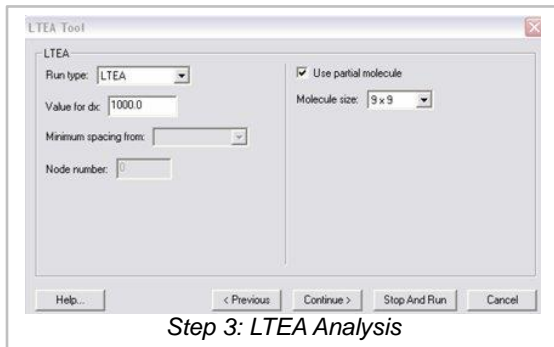 LTEA Tool
LTEA
Run type: LTEA
Use partial molecule
Value for dx: 1000.0
Molecule size: 9 x 9
Minimum spacing from:
Node number: 0
Help... < Previous Continue > Stop And Run Cancel
Step 3: LTEA Analysis